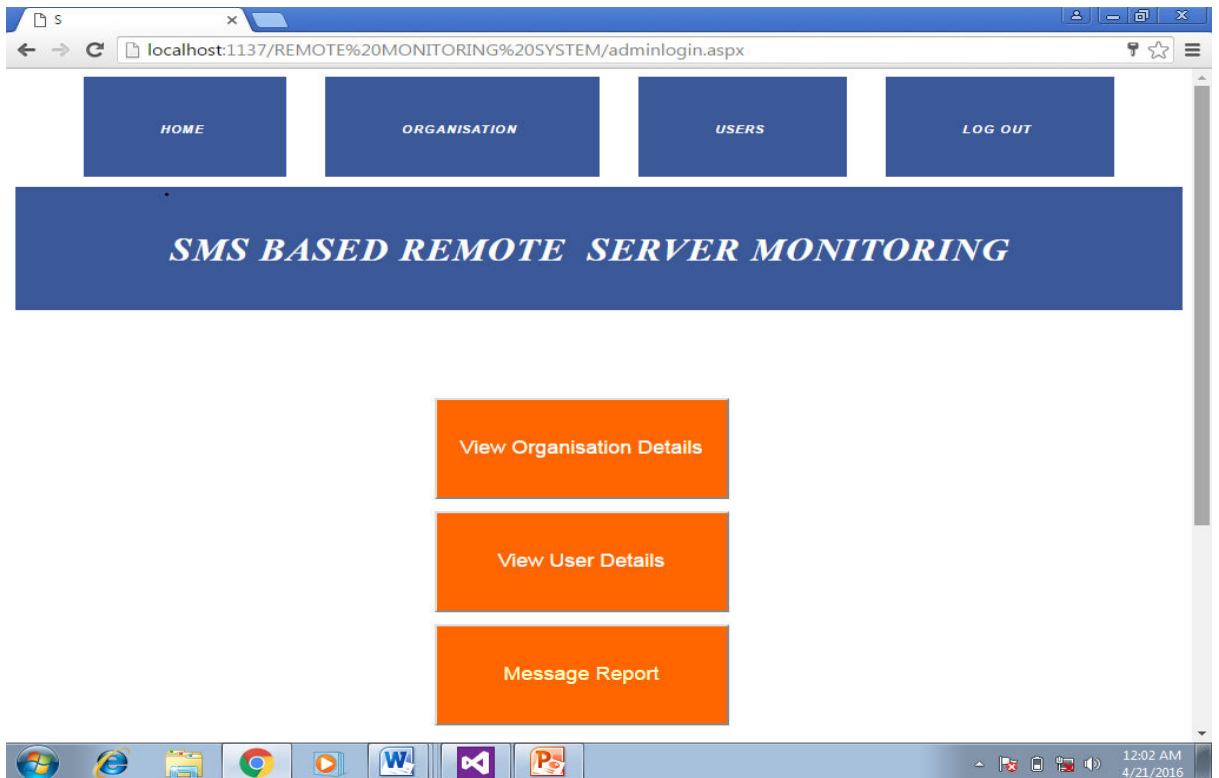 S
localhost:1137/REMOTE%20MONITORING%20SYSTEM/adminlogin.aspx
HOME ORGANISATION USERS LOG OUT
SMS BASED REMOTE SERVER MONITORING
View Organisation Details
View User Details
Message Report
12:02 AM
4/21/2016